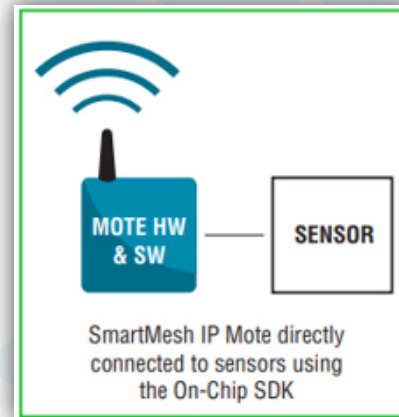 MOTE HW
& SW
SENSOR
SmartMesh IP Mote directly
connected to sensors using
the On-Chip SDK